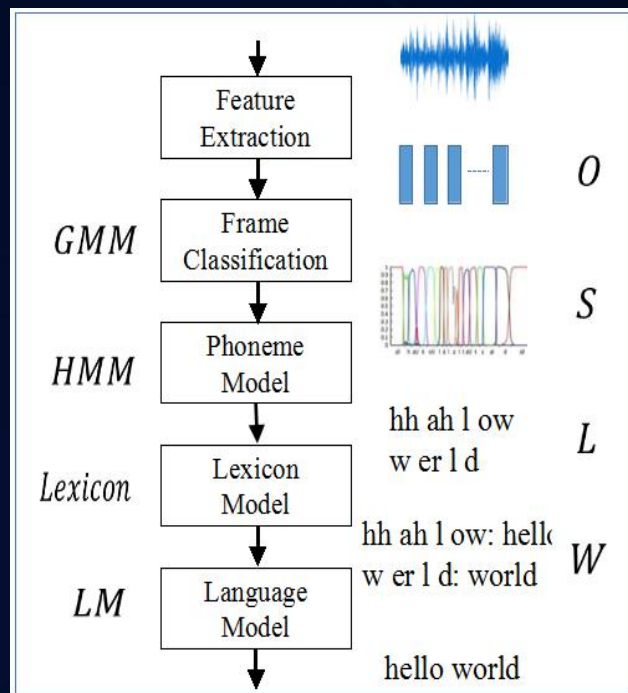 Feature
Extraction
O
GMM
Frame
Classification
S
HMM
Phoneme
Model
hh ah l ow
w er l d
L
Lexicon
Lexicon
Model
hh ah l ow: hello
w er l d: world
W
LM
Language
Model
hello world